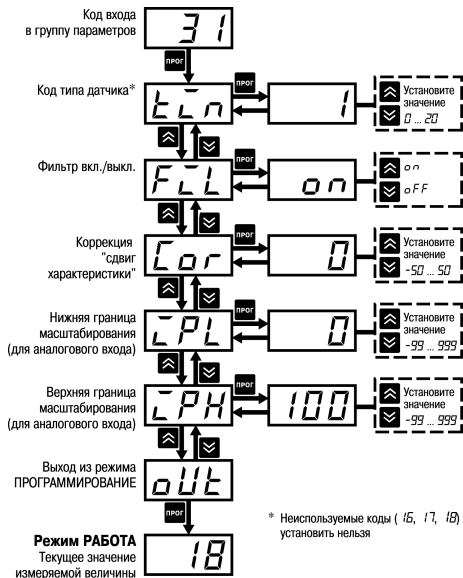 Код входа
в группу параметров
31
ПРОГ
Код типа датчика*
ПРОГ
tin
1
Установите
значение
0 ... 20
Фильтр вкл./выкл.
ПРОГ
FiL
on
on
oFF
Коррекция
"сдвиг
характеристики"
ПРОГ
Cor
0
Установите
значение
-50 ... 50
Нижняя граница
масштабирования
(для аналогового входа)
ПРОГ
iPL
0
Установите
значение
-99 ... 999
Верхняя граница
масштабирования
(для аналогового входа)
ПРОГ
iPH
100
Установите
значение
-99 ... 999
Выход из режима
ПРОГРАММИРОВАНИЕ
oUt
ПРОГ
* Неиспользуемые коды ( 16, 17, 18)
установить нельзя
Режим РАБОТА
Текущее значение
измеряемой величины
18